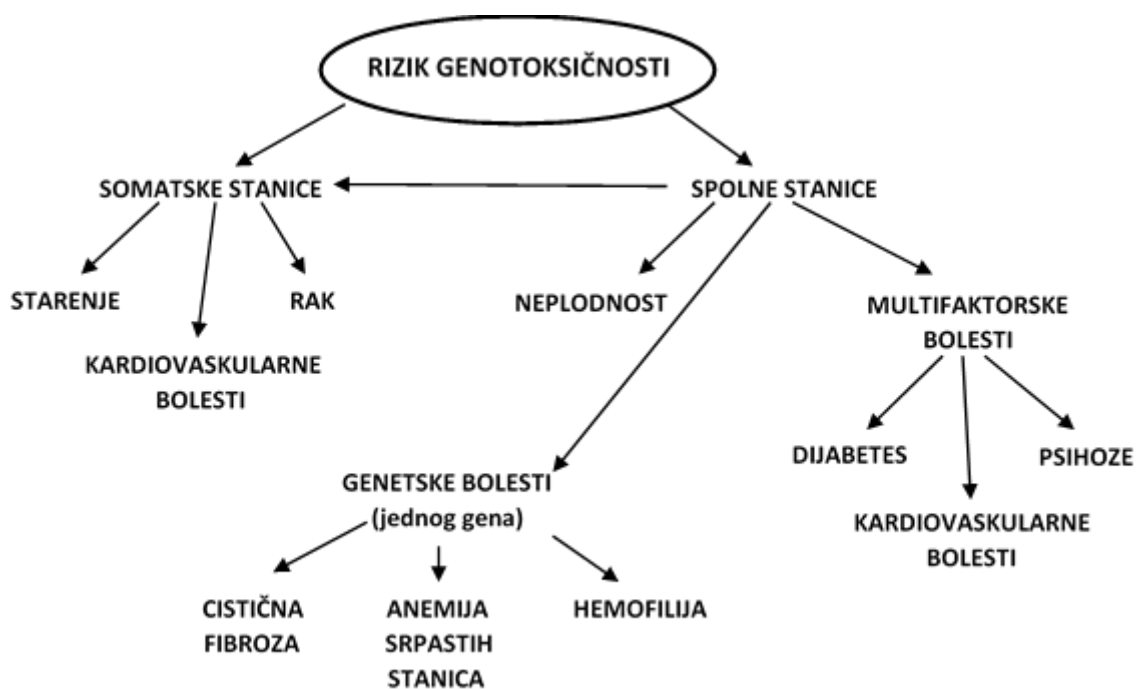 RIZIK GENOTOKSIČNOSTI
SOMATSKE STANICE
SPOLNE STANICE
STARENJE
RAK
NEPLODNOST
MULTIFAKTORSKE
BOLESTI
KARDIOVASKULARNE
BOLESTI
DIJABETES
PSIHOZE
GENETSKE BOLESTI
(jednog gena)
KARDIOVASKULARNE
BOLESTI
CISTIČNA
FIBROZA
ANEMIJA
SRPASTIH
STANICA
HEMOFILIJA